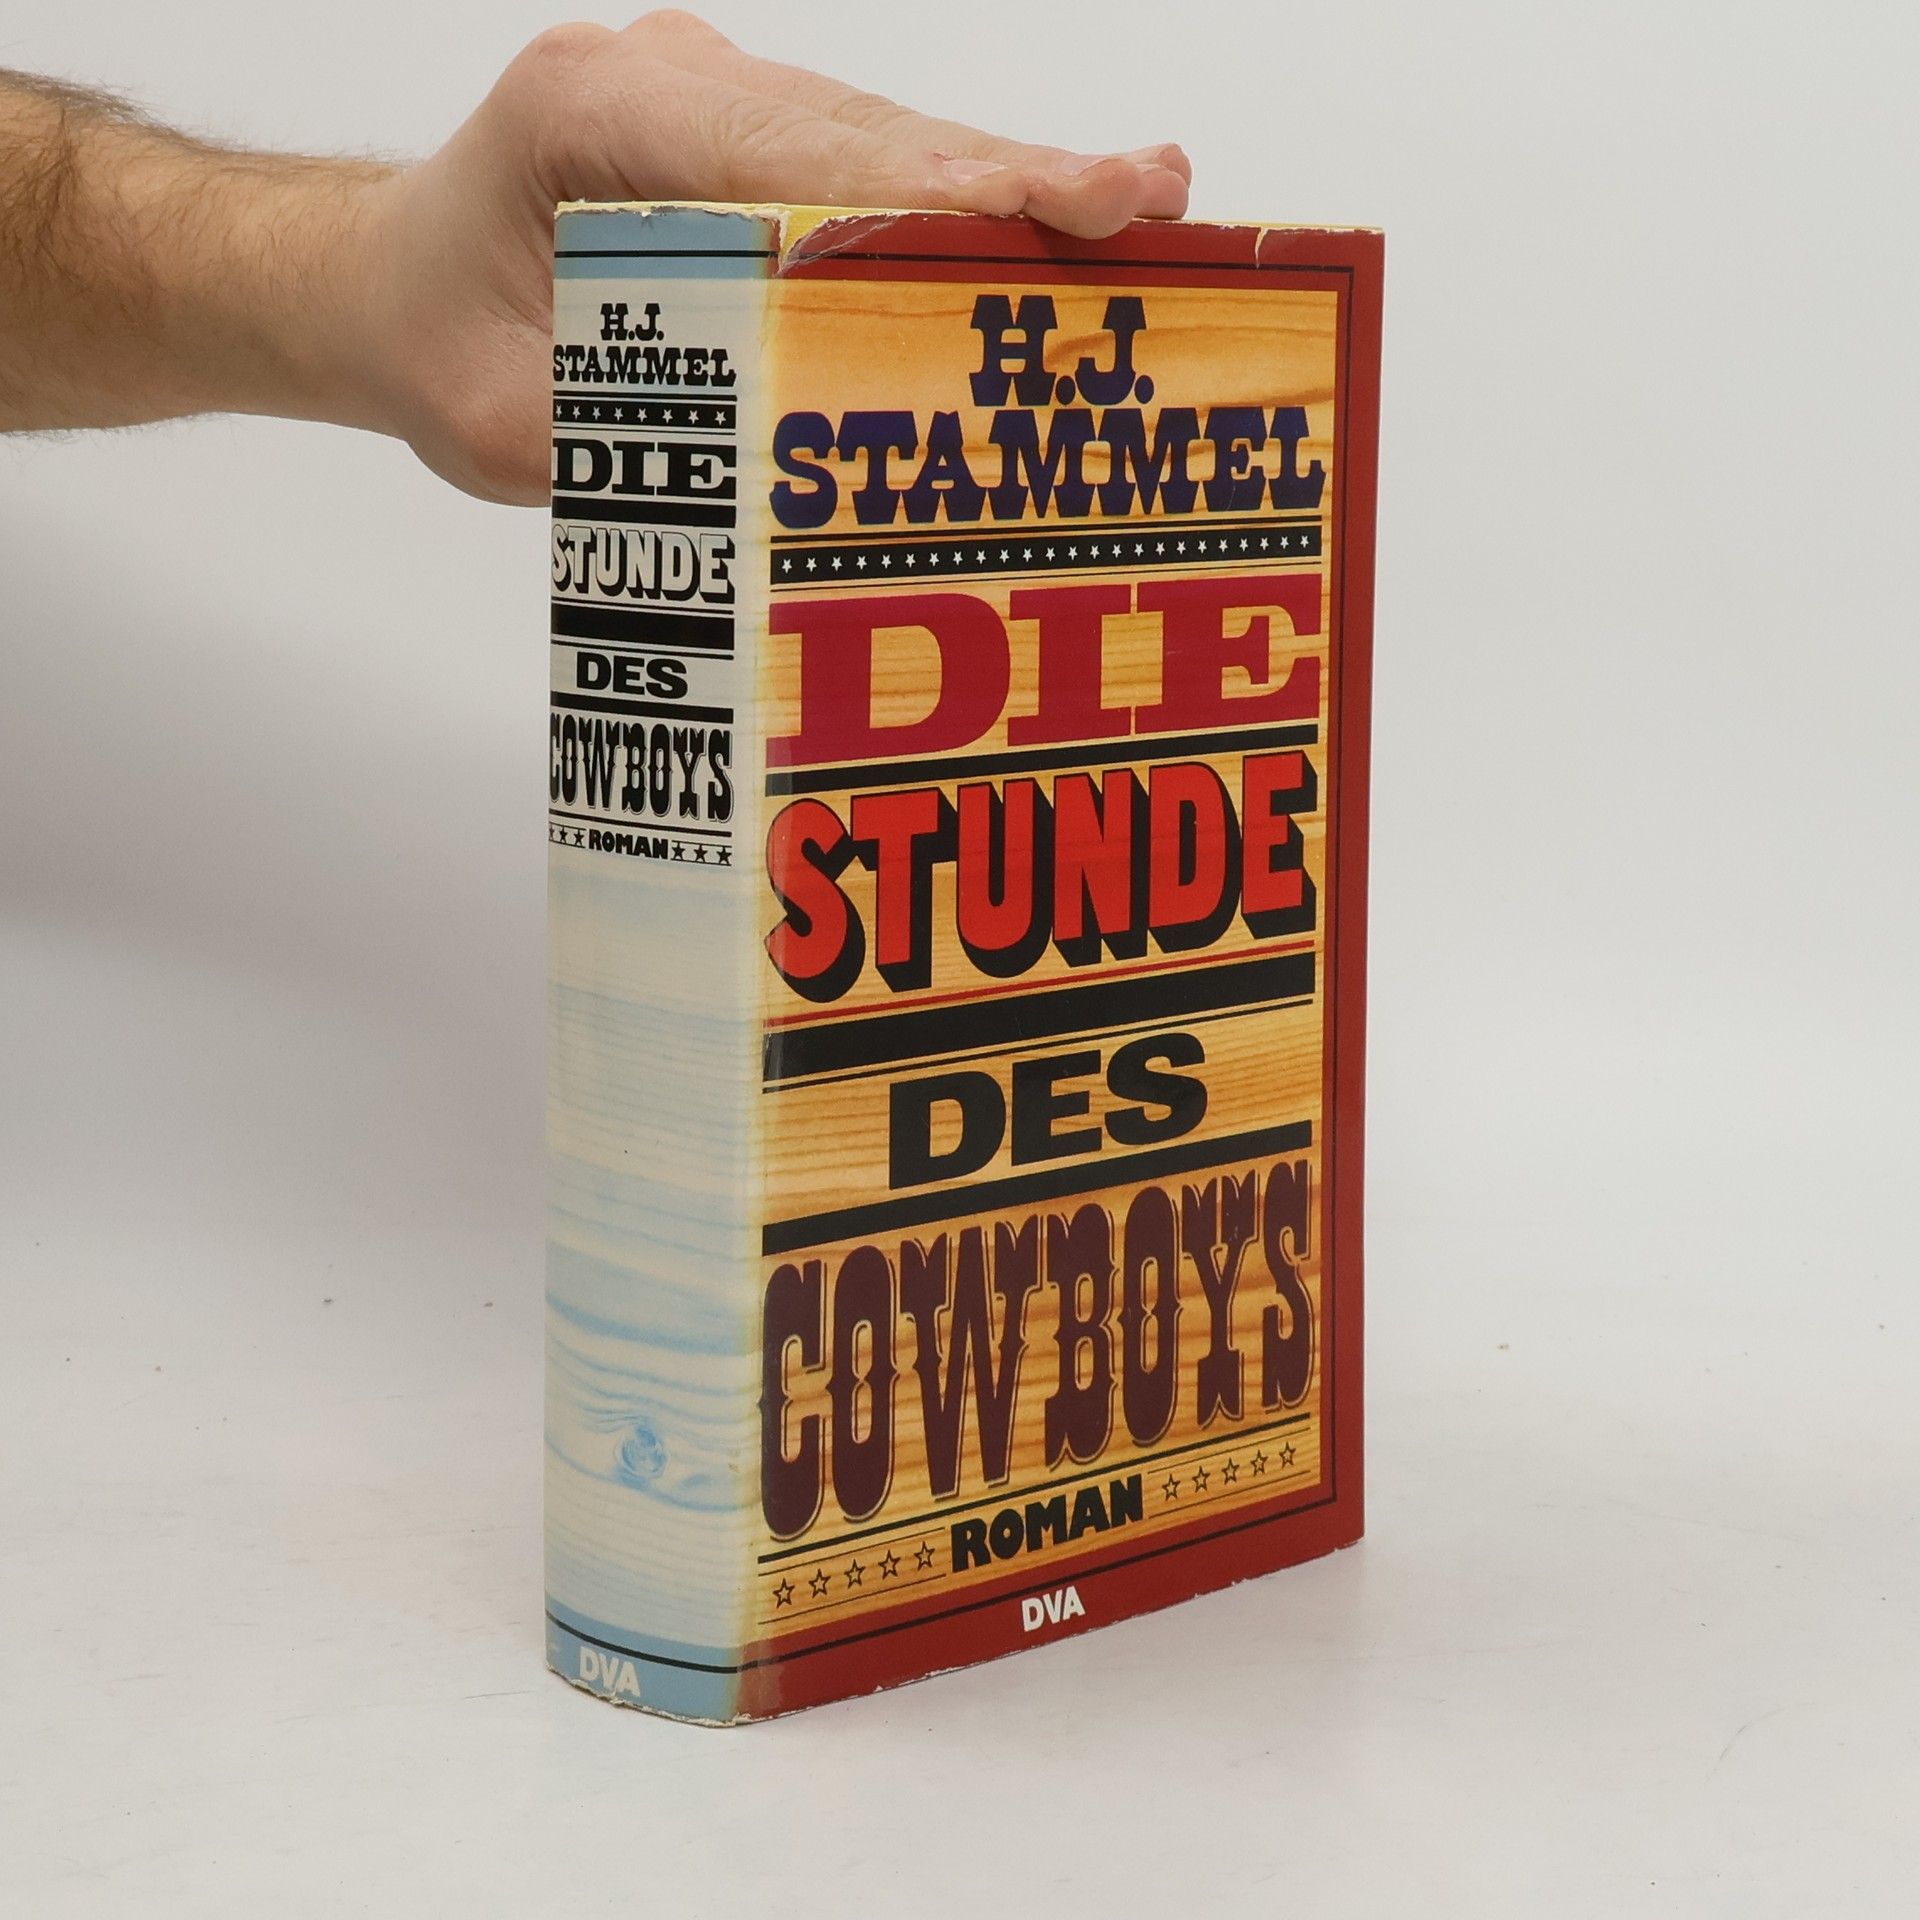 H.J.
STAMMEL
DIE
STUNDE
DES
COWBOYS
ROMAN
DVA
H.J.
STAMMEL
DIE
STUNDE
DES
COWBOYS
ROMAN
DVA